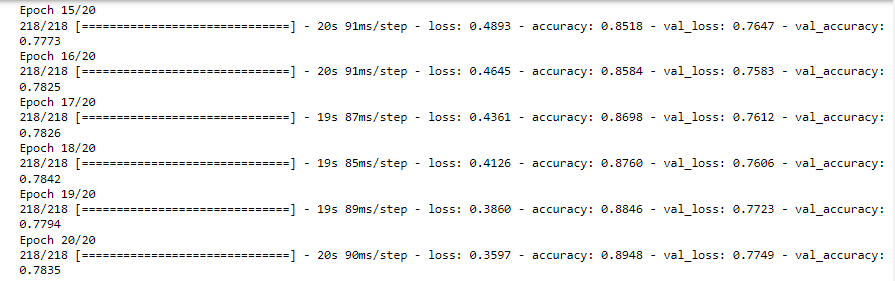 Epoch 15/20
218/218 [==============================] - 20s 91ms/step - loss: 0.4893 - accuracy: 0.8518 - val_loss: 0.7647 - val_accuracy:
0.7773
Epoch 16/20
218/218 [==============================] - 20s 91ms/step - loss: 0.4645 - accuracy: 0.8584 - val_loss: 0.7583 - val_accuracy:
0.7825
Epoch 17/20
218/218 [==============================] - 19s 87ms/step - loss: 0.4361 - accuracy: 0.8698 - val_loss: 0.7612 - val_accuracy:
0.7826
Epoch 18/20
218/218 [==============================] - 19s 85ms/step - loss: 0.4126 - accuracy: 0.8760 - val_loss: 0.7606 - val_accuracy:
0.7842
Epoch 19/20
218/218 [==============================] - 19s 89ms/step - loss: 0.3860 - accuracy: 0.8846 - val_loss: 0.7723 - val_accuracy:
0.7794
Epoch 20/20
218/218 [==============================] - 20s 90ms/step - loss: 0.3597 - accuracy: 0.8948 - val_loss: 0.7749 - val_accuracy:
0.7835